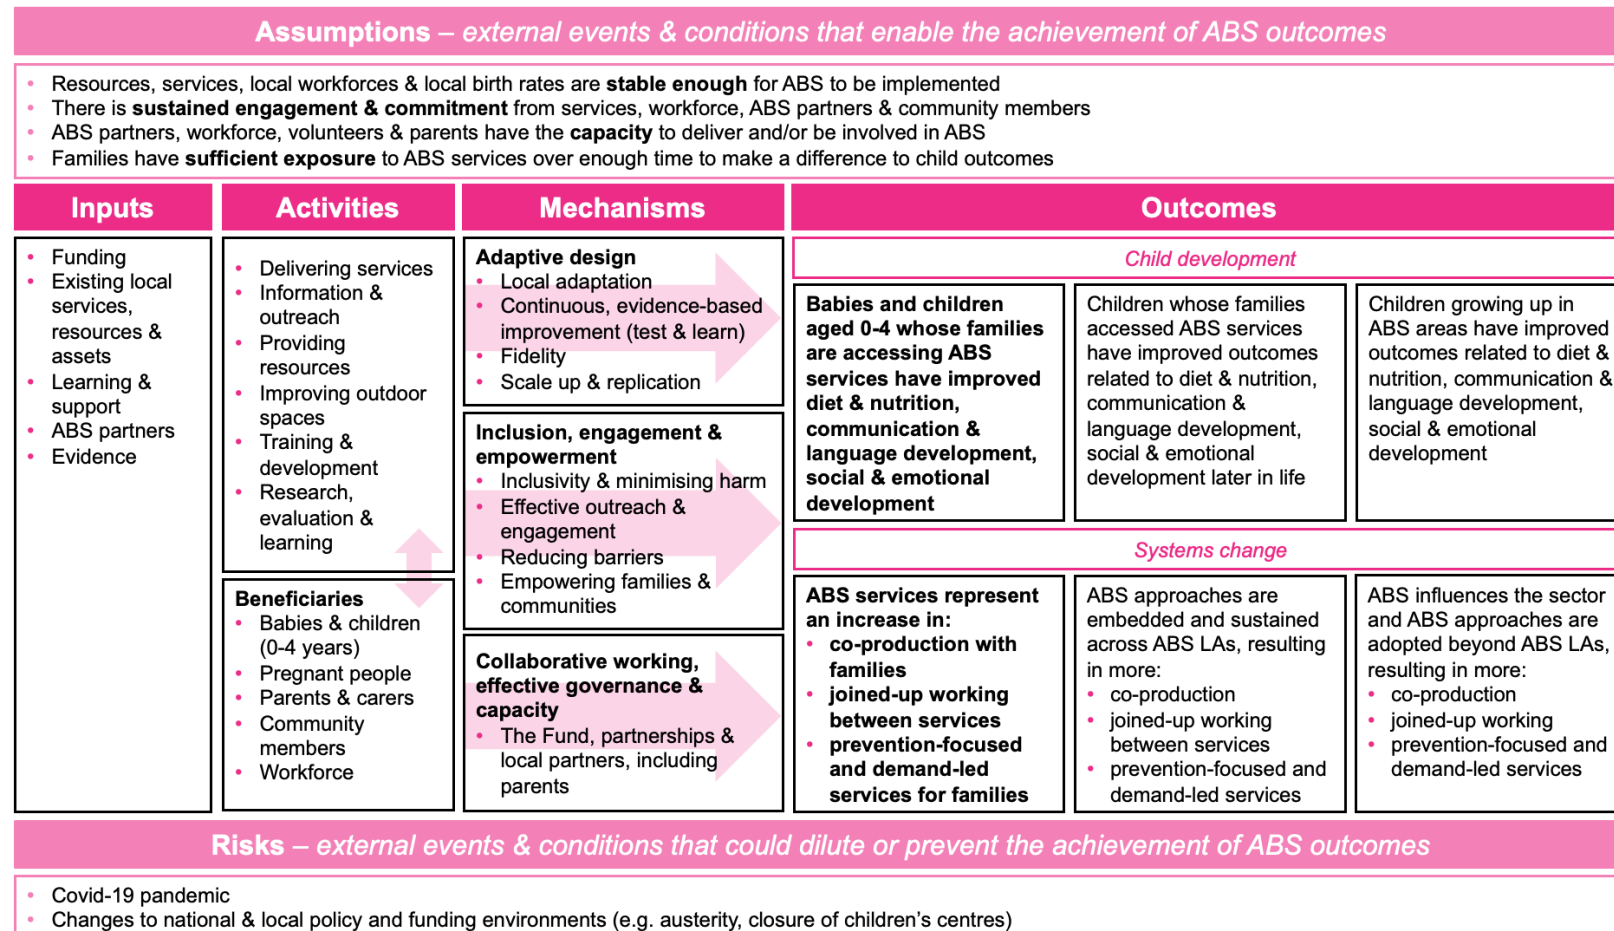 Assumptions – external events & conditions that enable the achievement of ABS outcomes
• Resources, services, local workforces & local birth rates are stable enough for ABS to be implemented
• There is sustained engagement & commitment from services, workforce, ABS partners & community members
• ABS partners, workforce, volunteers & parents have the capacity to deliver and/or be involved in ABS
• Families have sufficient exposure to ABS services over enough time to make a difference to child outcomes
Inputs
• Funding
• Existing local
services,
resources &
assets
• Learning &
support
• ABS partners
• Evidence
Activities
• Delivering services
• Information &
outreach
• Providing
resources
• Improving outdoor
spaces
• Training &
development
• Research,
evaluation &
learning
Beneficiaries
• Babies & children
(0-4 years)
• Pregnant people
• Parents & carers
• Community
members
• Workforce
Mechanisms
Adaptive design
• Local adaptation
• Continuous, evidence-based
improvement (test & learn)
• Fidelity
• Scale up & replication
Inclusion, engagement &
empowerment
• Inclusivity & minimising harm
• Effective outreach &
engagement
• Reducing barriers
• Empowering families &
communities
Collaborative working,
effective governance &
capacity
• The Fund, partnerships &
local partners, including
parents
Outcomes
Child development
Babies and children
aged 0-4 whose families
are accessing ABS
services have improved
diet & nutrition,
communication &
language development,
social & emotional
development
Children whose families
accessed ABS services
have improved outcomes
related to diet & nutrition,
communication &
language development,
social & emotional
development later in life
Children growing up in
ABS areas have improved
outcomes related to diet &
nutrition, communication &
language development,
social & emotional
development
Systems change
ABS services represent
an increase in:
• co-production with
families
• joined-up working
between services
• prevention-focused
and demand-led
services for families
ABS approaches are
embedded and sustained
across ABS LAs, resulting
in more:
• co-production
• joined-up working
between services
• prevention-focused and
demand-led services
ABS influences the sector
and ABS approaches are
adopted beyond ABS LAs,
resulting in more:
• co-production
• joined-up working
• prevention-focused and
demand-led services
Risks – external events & conditions that could dilute or prevent the achievement of ABS outcomes
• Covid-19 pandemic
• Changes to national & local policy and funding environments (e.g. austerity, closure of children’s centres)